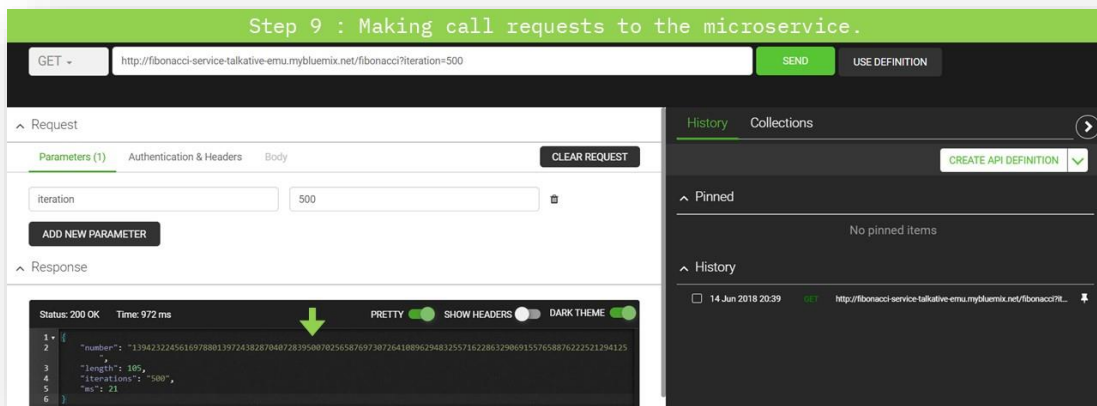 Step 9 : Making call requests to the microservice.
GET
http://fibonacci-service-talkative-emu.mybluemix.net/fibonacci?iteration=500
SEND
USE DEFINITION
Request
Parameters (1)
Authentication & Headers
Body
CLEAR REQUEST
iteration
500
ADD NEW PARAMETER
Response
Status: 200 OK
Time: 972 ms
PRETTY
SHOW HEADERS
DARK THEME
1 {
2 "number": "139423224561697880139724382870407283950070256587697307264108962948325571622863290691557658876222521294125
",
3 "length": 105,
4 "iterations": "500",
5 "ms": 21
6 }
History
Collections
CREATE API DEFINITION
Pinned
No pinned items
History
14 Jun 2018 20:39
GET
http://fibonacci-service-talkative-emu.mybluemix.net/fibonacci?it...